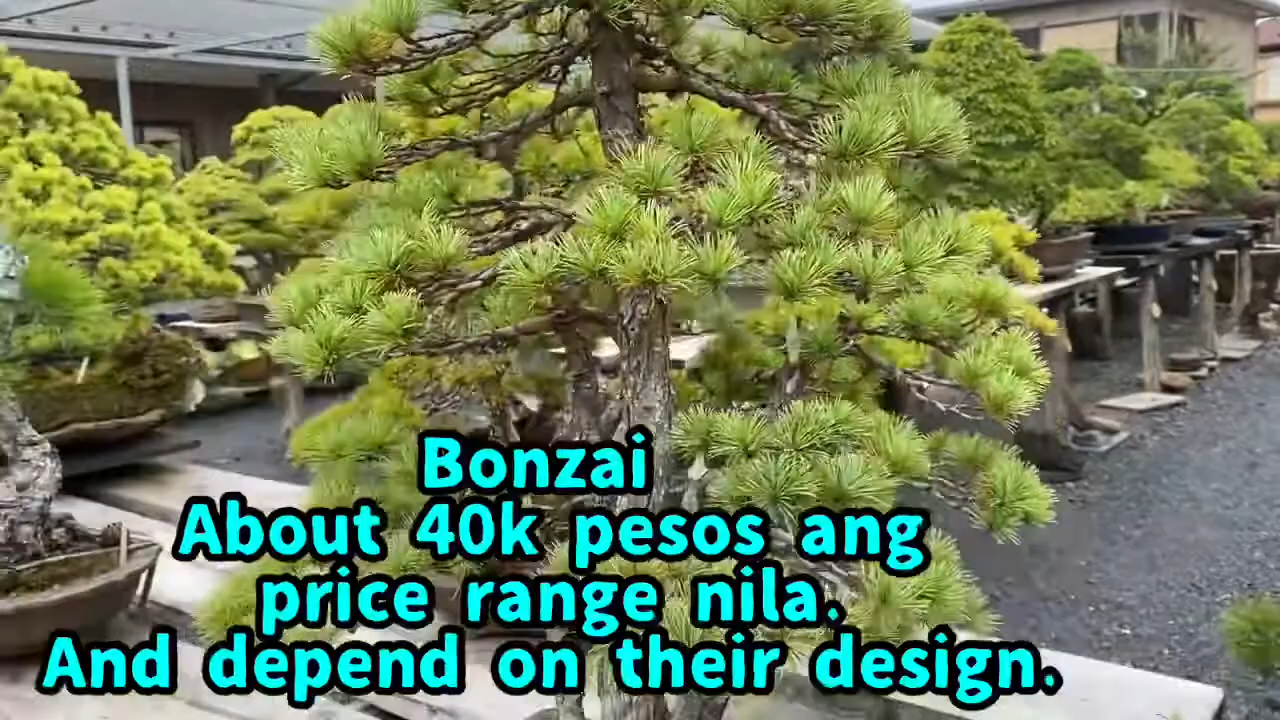 Bonzai
About 40k pesos ang
price range nila.
And depend on their design.